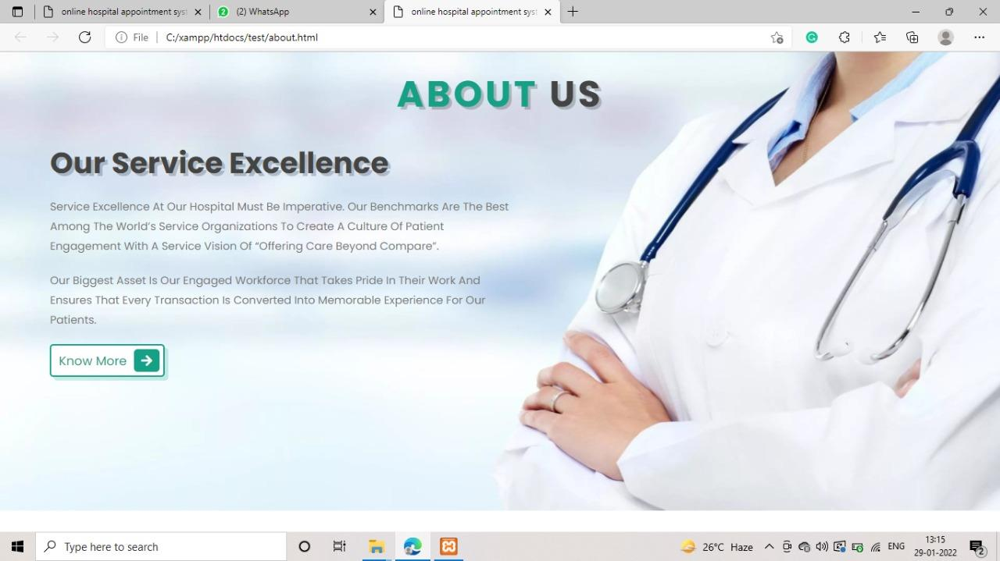 online hospital appointment sys
(2) WhatsApp
online hospital appointment sys
File
C:/xampp/htdocs/test/about.html
ABOUT US
Our Service Excellence
Service Excellence At Our Hospital Must Be Imperative. Our Benchmarks Are The Best
Among The World’s Service Organizations To Create A Culture Of Patient
Engagement With A Service Vision Of “Offering Care Beyond Compare”.
Our Biggest Asset Is Our Engaged Workforce That Takes Pride In Their Work And
Ensures That Every Transaction Is Converted Into Memorable Experience For Our
Patients.
Know More
Type here to search
26°C Haze
ENG
13:15
29-01-2022
2